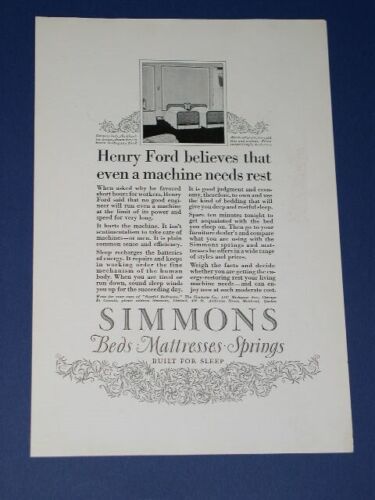 Henry Ford believes that
even a machine needs rest
When asked why he favored
short hours for workers, Henry
Ford said that no good engi-
neer will run even a machine
at the limit of its power and
speed for very long.
It hurts the machine. It isn't
sentimentalism to take care of
machines—or men. It is plain
common sense and efficiency.
Sleep recharges the batteries
of energy. It repairs and keeps
in working order the fine
mechanism of the human
body. When you are tired or
run down, sound sleep winds
you up for the succeeding day.
It is good judgment and econ-
omy, therefore, to own and use
the kind of bedding that will
give you deep and restful sleep.
Spare ten minutes tonight to
get acquainted with the bed
you sleep on. Then go to your
furniture dealer's and compare
what you are using with the
Simmons springs and mat-
tresses he offers in a wide range
of styles and prices.
Weigh the facts and decide
whether you are getting the en-
ergy-restoring rest your living
machine needs—and can en-
joy at such moderate cost.
SIMMONS
Beds·Mattresses·Springs
BUILT FOR SLEEP